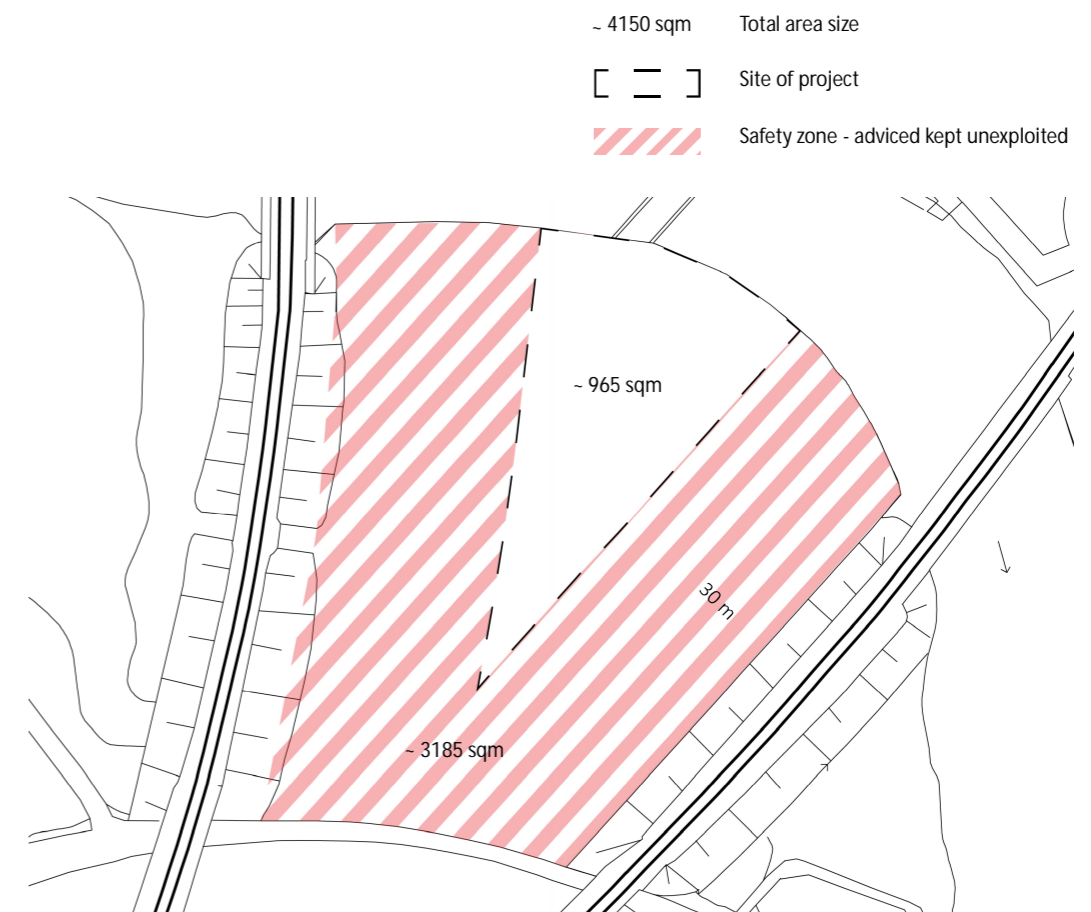 ~ 4150 sqm Total area size
Site of project
Safety zone - adviced kept unexploited
~ 965 sqm
30 m
~ 3185 sqm